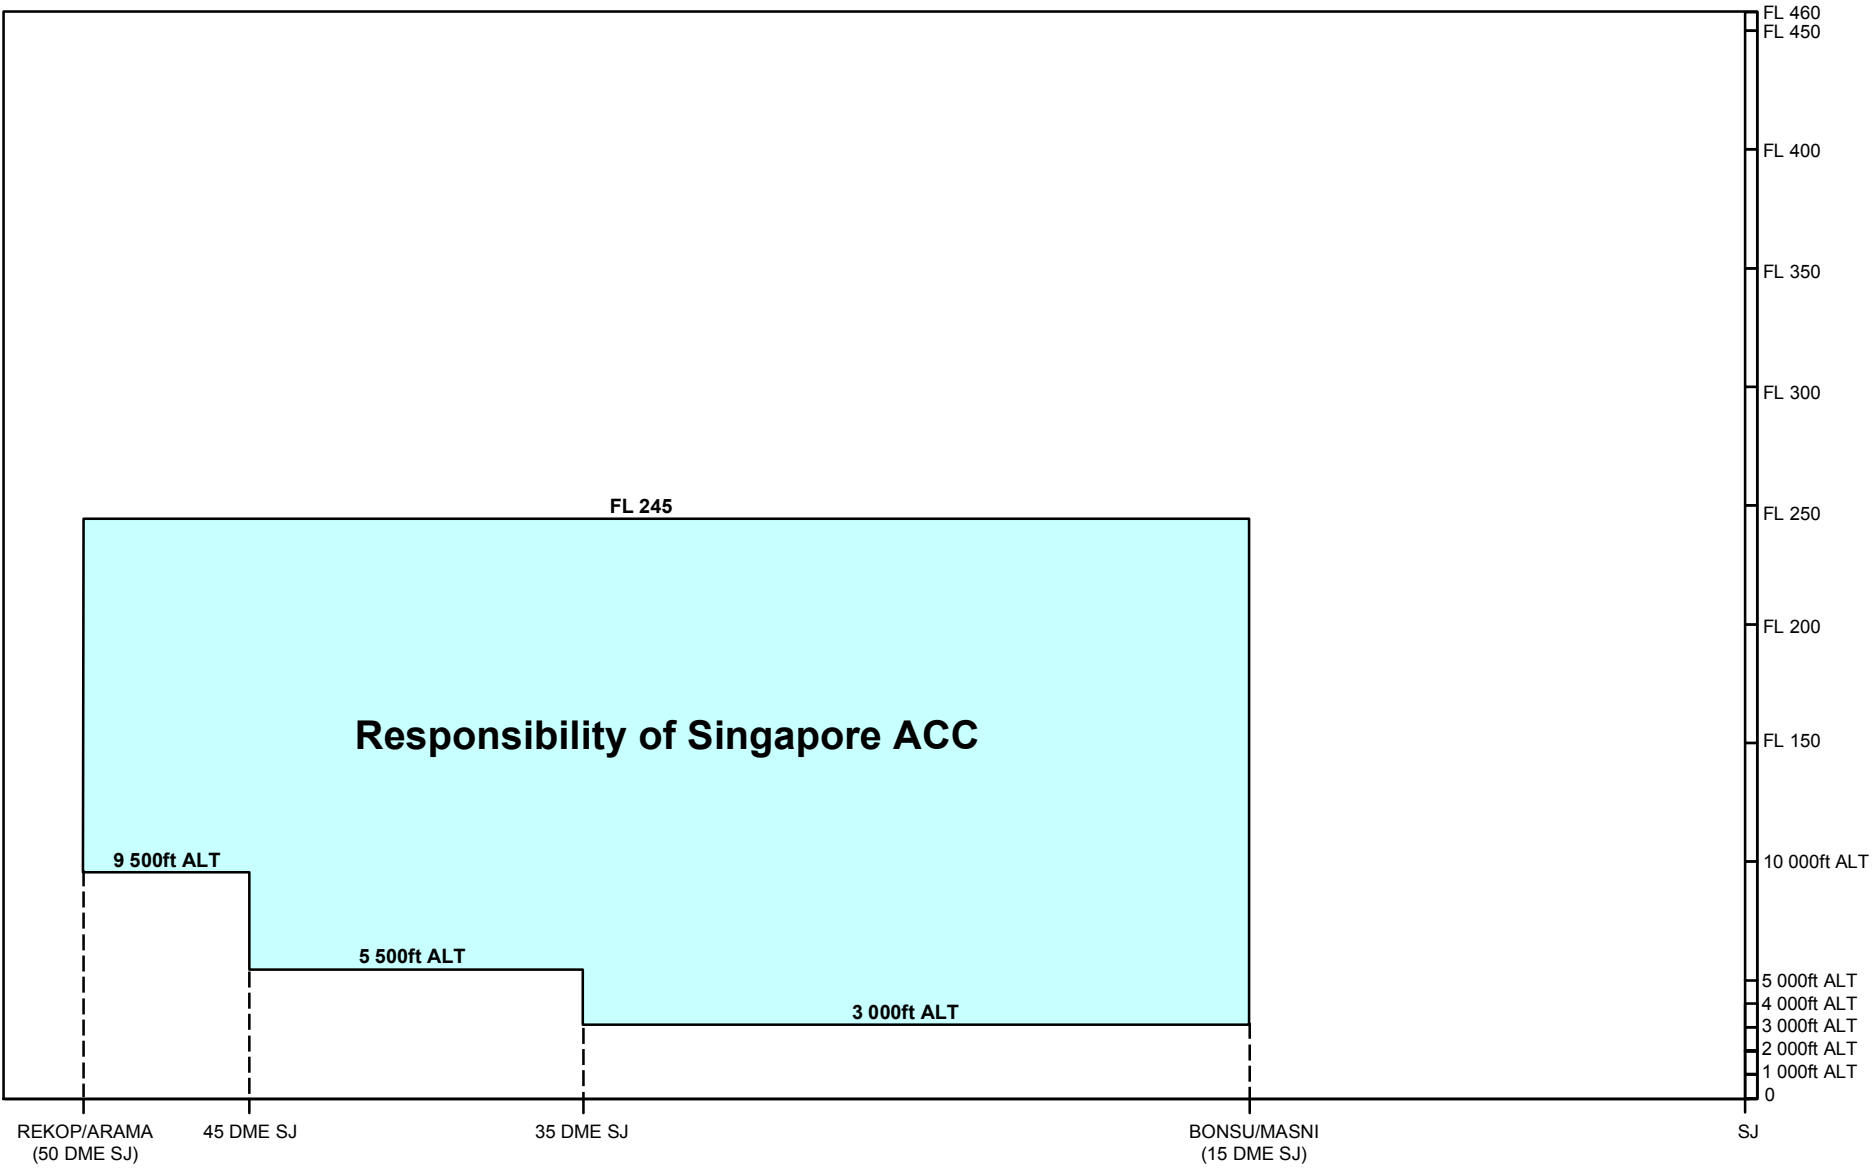 FL 460
FL 450
FL 400
FL 350
FL 300
FL 245
FL 250
FL 200
Responsibility of Singapore ACC
FL 150
9 500ft ALT
10 000ft ALT
5 500ft ALT
5 000ft ALT
4 000ft ALT
3 000ft ALT
3 000ft ALT
2 000ft ALT
1 000ft ALT
0
REKOP/ARAMA
(50 DME SJ)
45 DME SJ
35 DME SJ
BONSU/MASNI
(15 DME SJ)
SJ